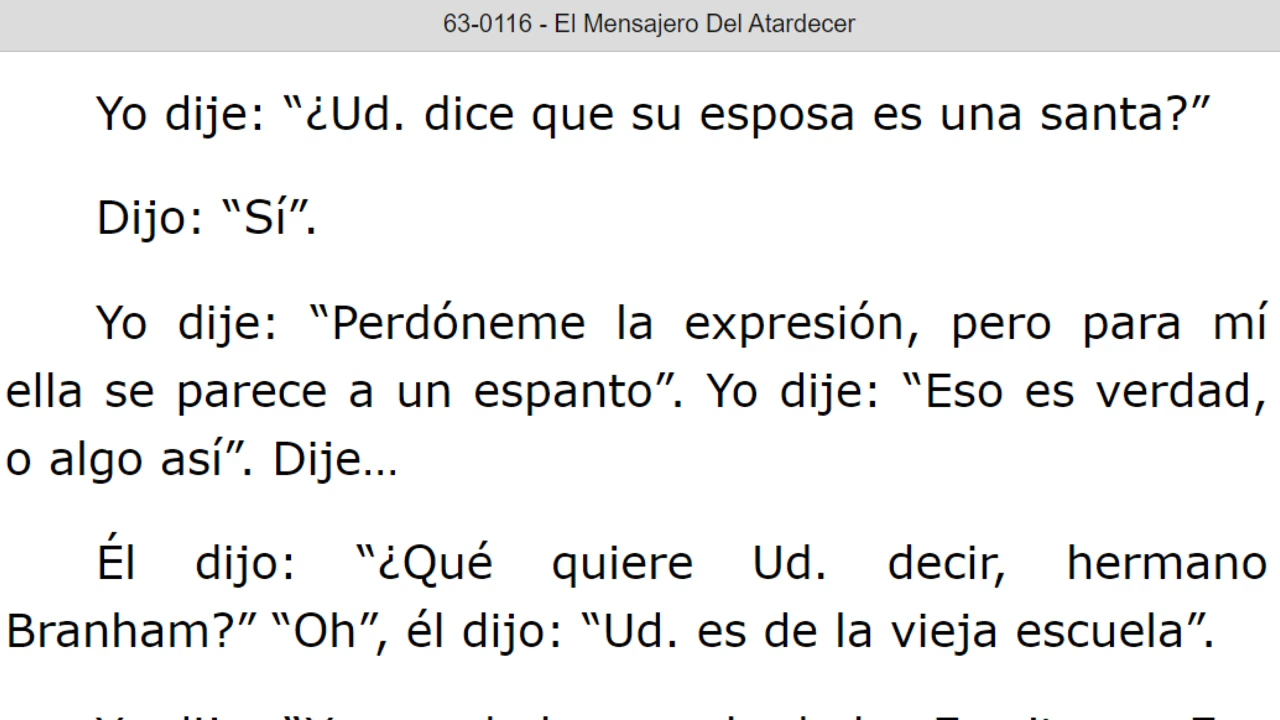 63-0116 - El Mensajero Del Atardecer
Yo dije: “¿Ud. dice que su esposa es una santa?”
Dijo: “Sí”.
Yo dije: “Perdóneme la expresión, pero para mí
ella se parece a un espanto”. Yo dije: “Eso es verdad,
o algo así”. Dije…
Él dijo: “¿Qué quiere Ud. decir, hermano
Branham?” “Oh”, él dijo: “Ud. es de la vieja escuela”.